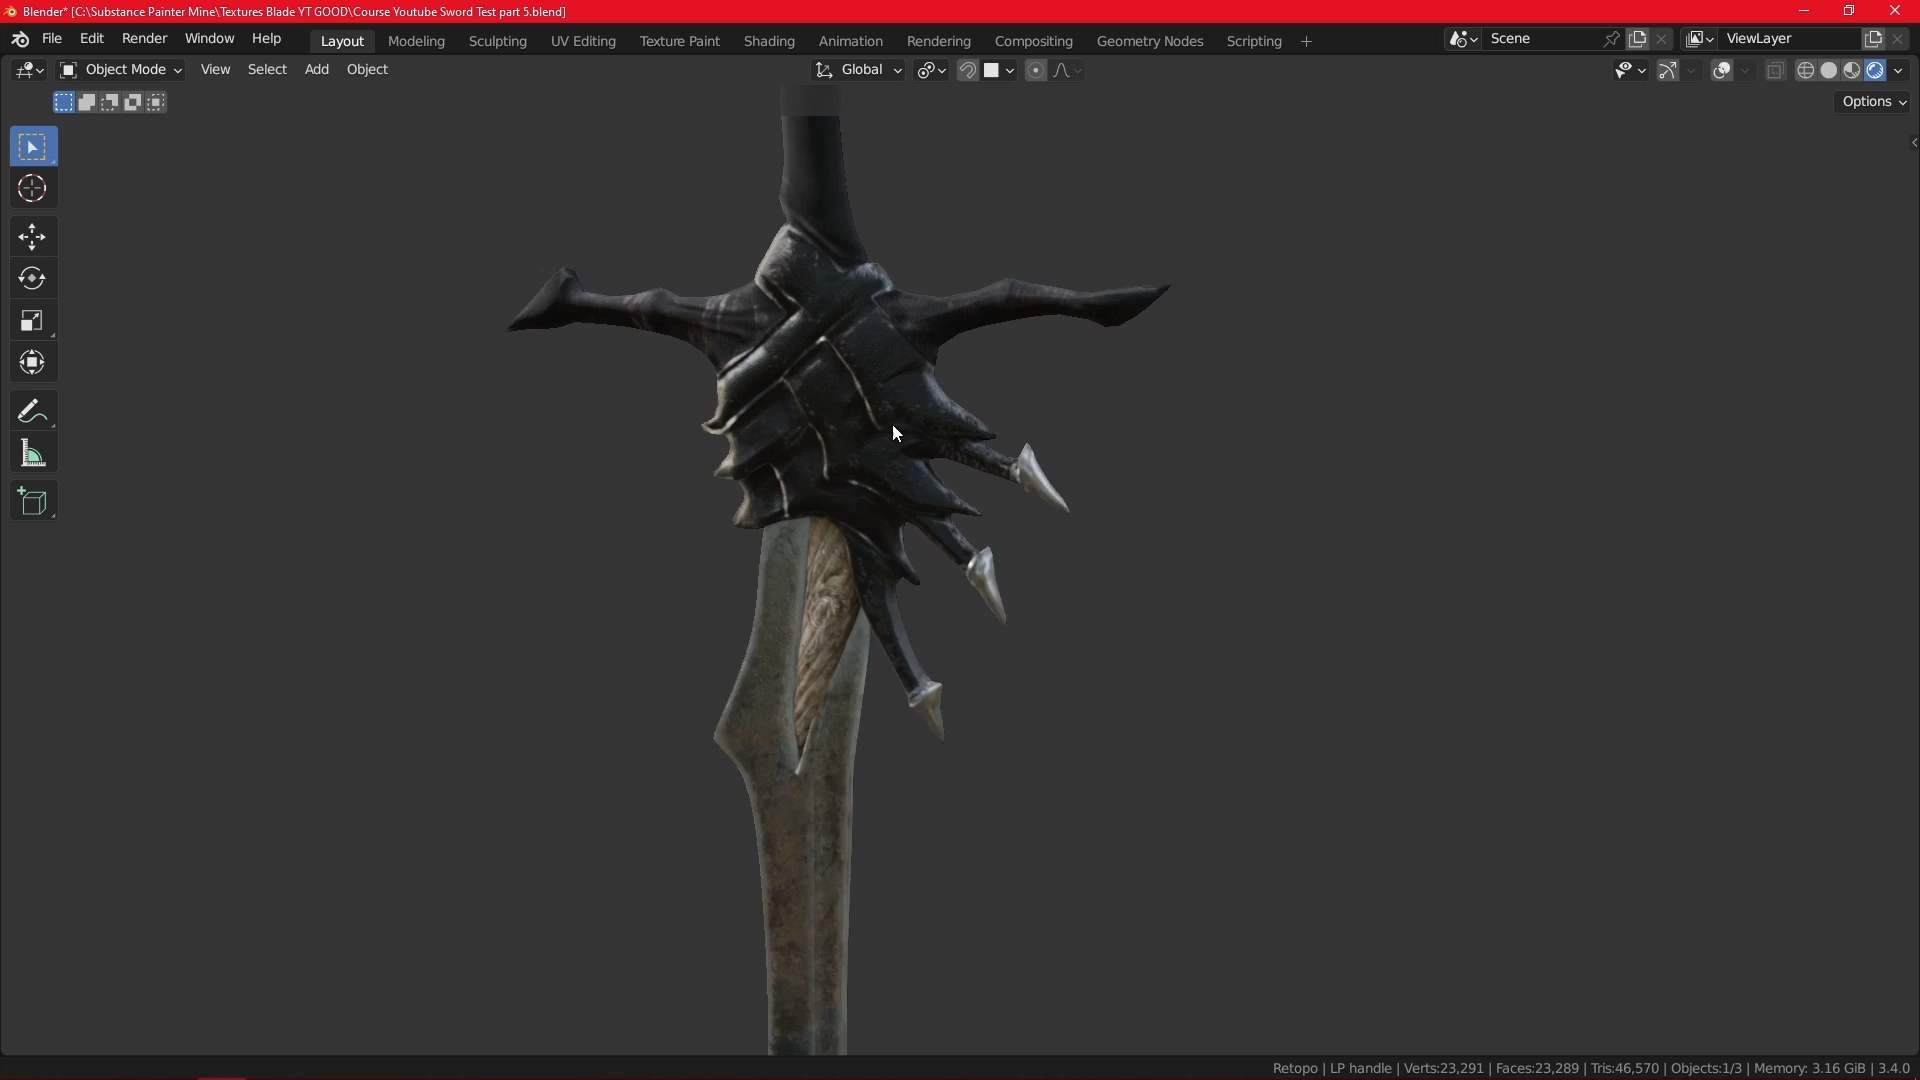 Blender* [C:\Substance Painter Mine\Textures Blade YT GOOD\Course Youtube Sword Test part 5.blend]
File Edit Render Window Help Layout Modeling Sculpting UV Editing Texture Paint Shading Animation Rendering Compositing Geometry Nodes Scripting + Scene ViewLayer
Object Mode View Select Add Object Global
Options
Retopo | LP handle | Verts:23,291 | Faces:23,289 | Tris:46,570 | Objects:1/3 | Memory: 3.16 GiB | 3.4.0